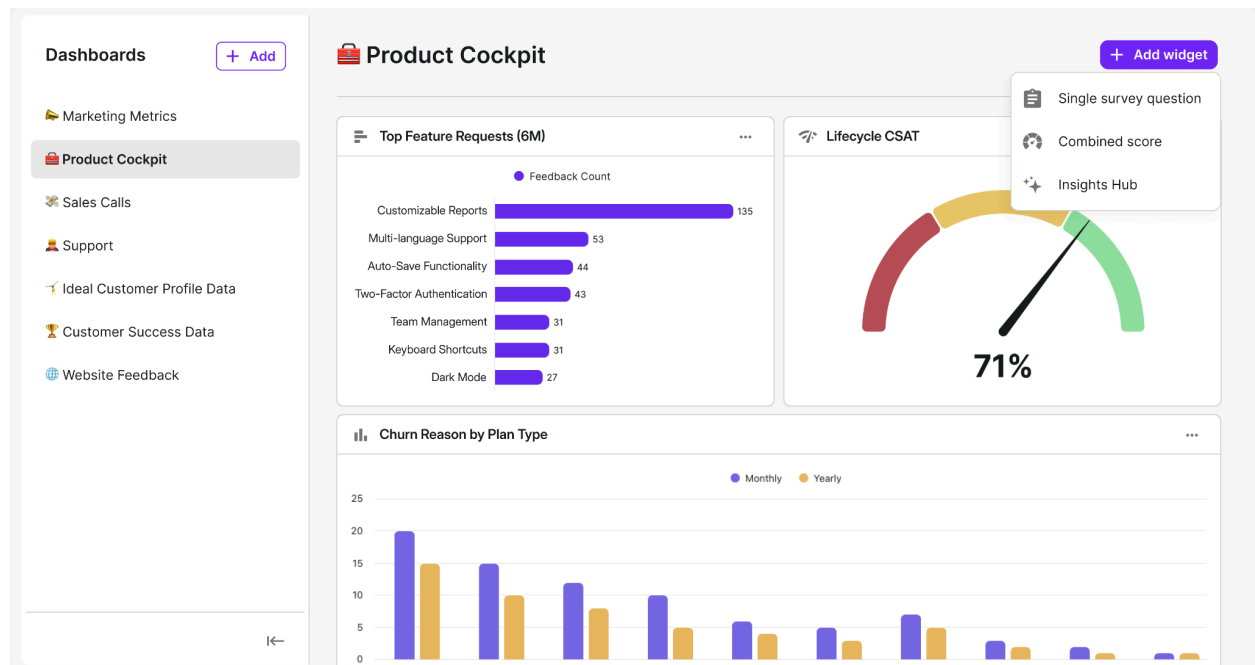 Dashboards
+ Add
Marketing Metrics
Product Cockpit
Sales Calls
Support
Ideal Customer Profile Data
Customer Success Data
Website Feedback
Product Cockpit
+ Add widget
Single survey question
Combined score
Insights Hub
Top Feature Requests (6M)
Feedback Count
Customizable Reports 135
Multi-language Support 53
Auto-Save Functionality 44
Two-Factor Authentication 43
Team Management 31
Keyboard Shortcuts 31
Dark Mode 27
Lifecycle CSAT
71%
Churn Reason by Plan Type
Monthly Yearly
25
20
15
10
5
0